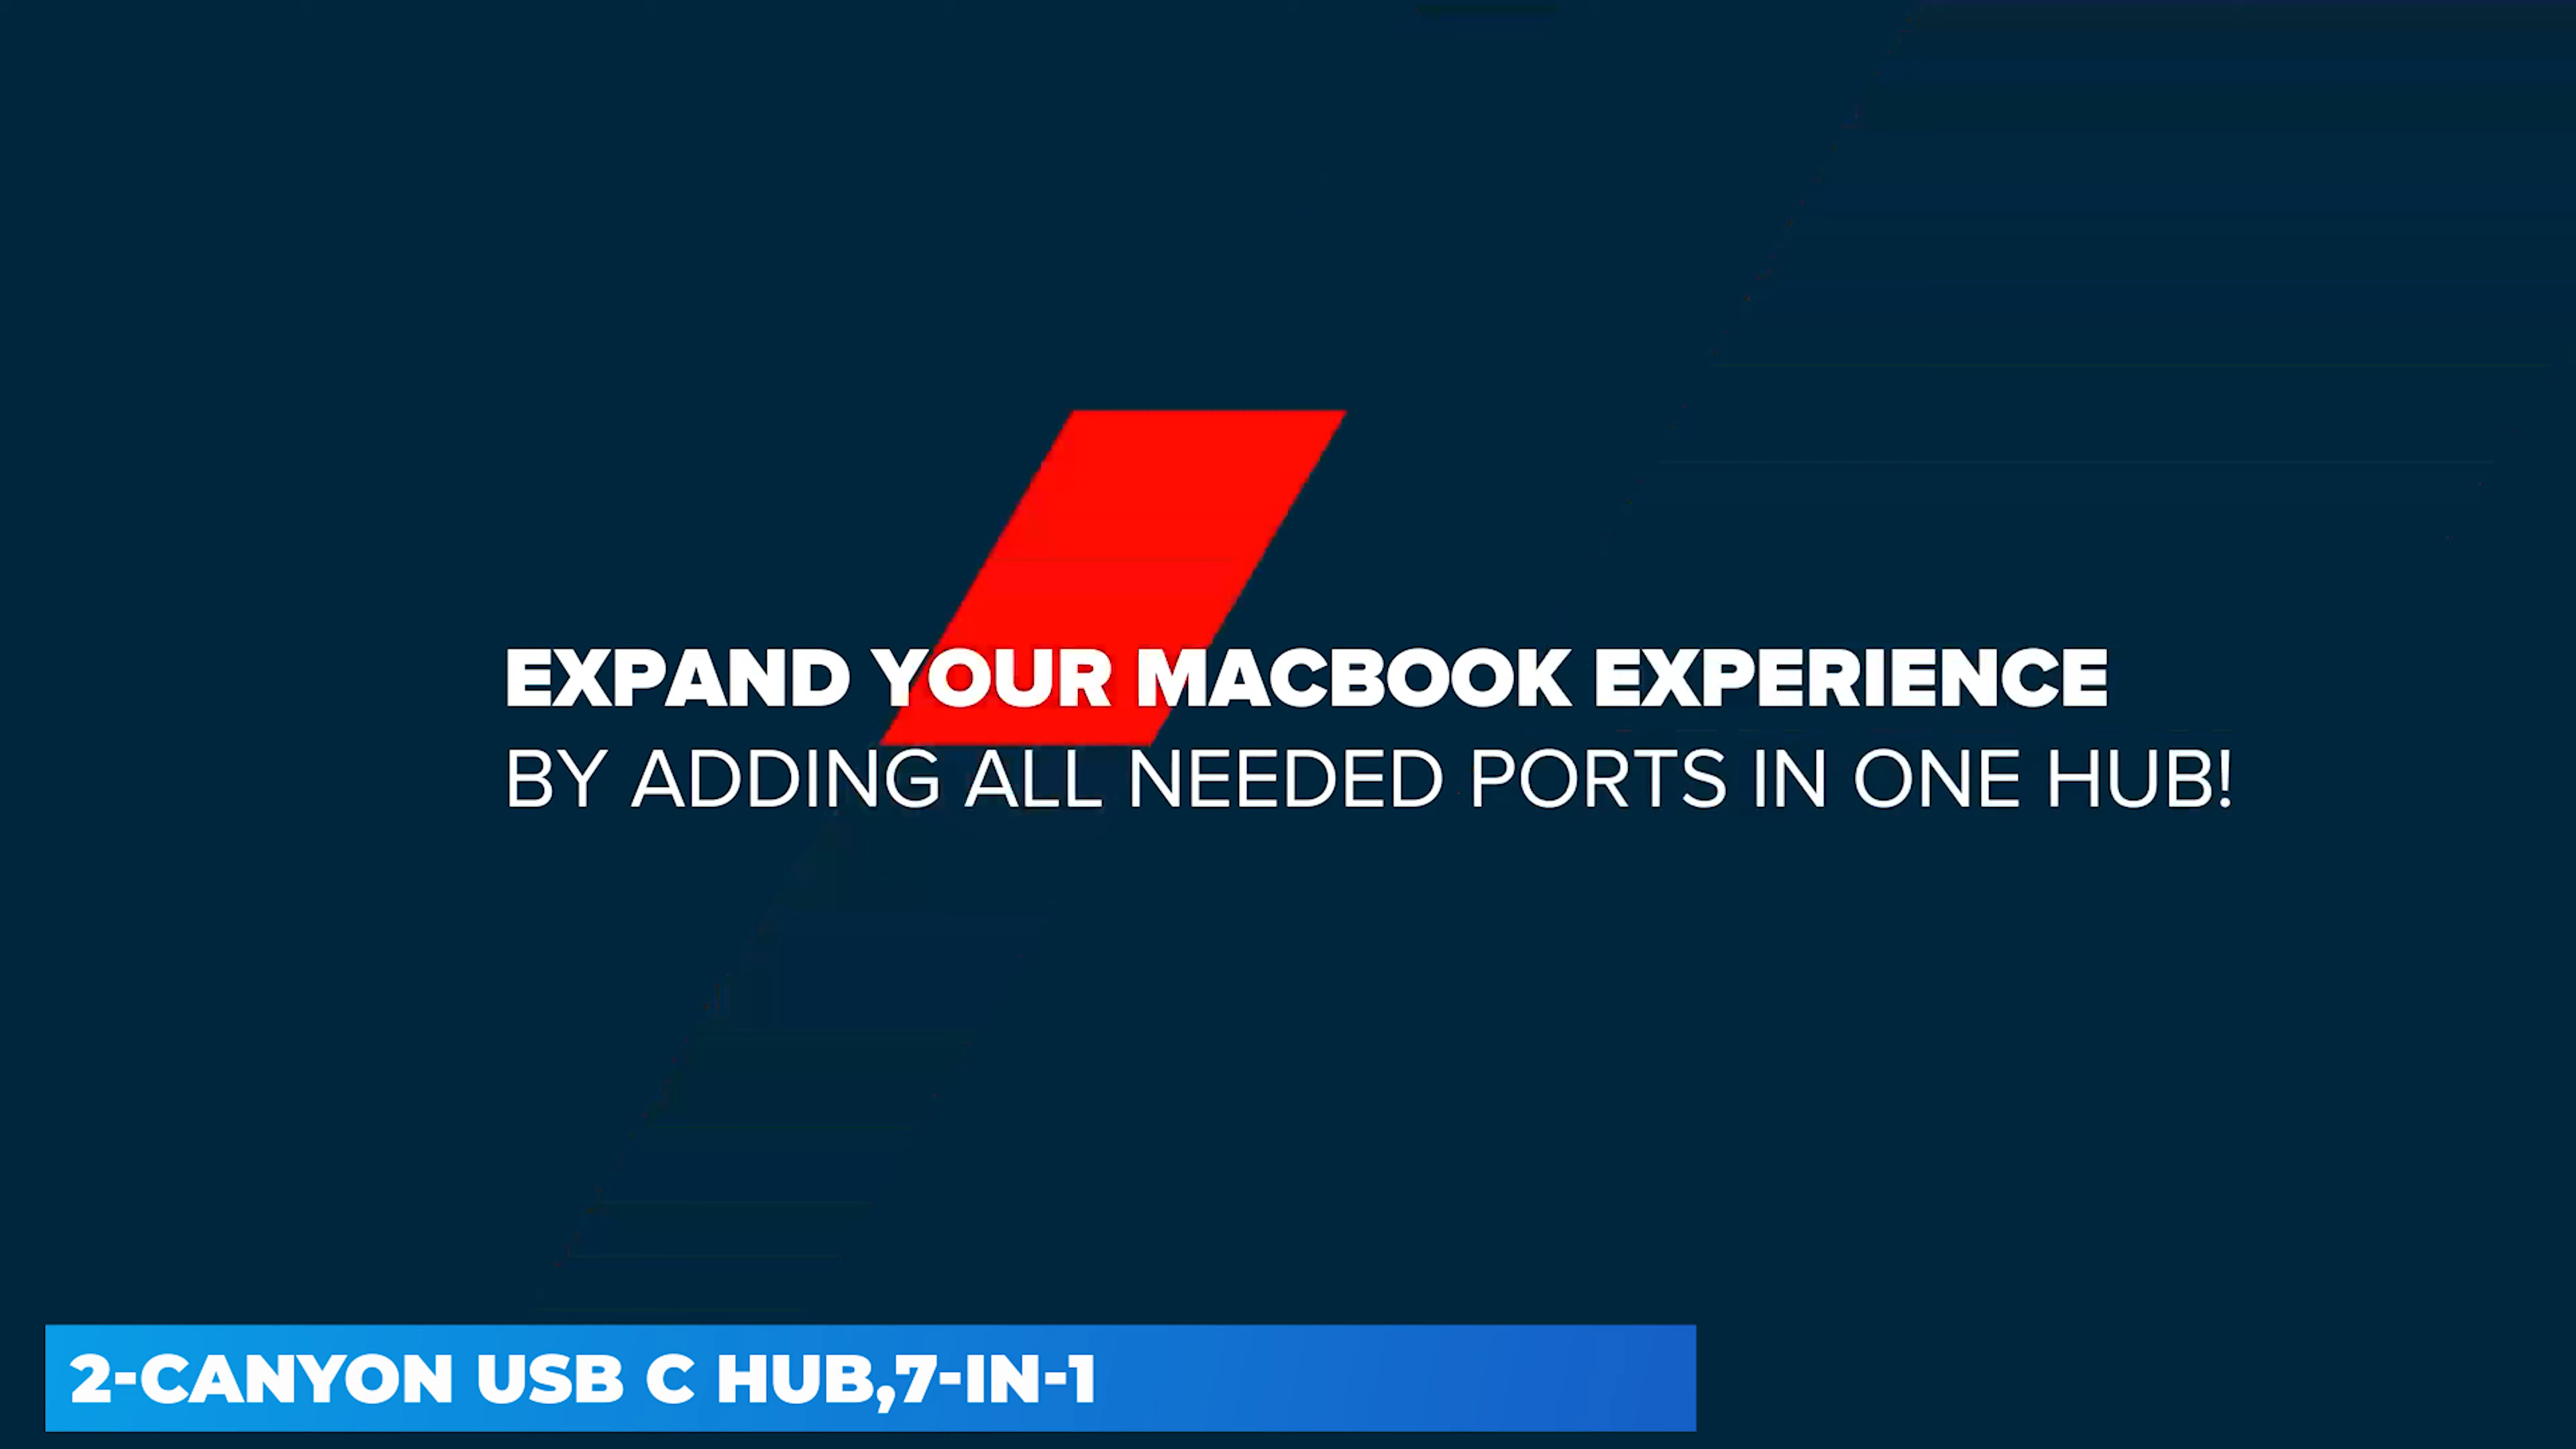 EXPAND YOUR MACBOOK EXPERIENCE
BY ADDING ALL NEEDED PORTS IN ONE HUB!
2-CANYON USB C HUB,7-IN-1